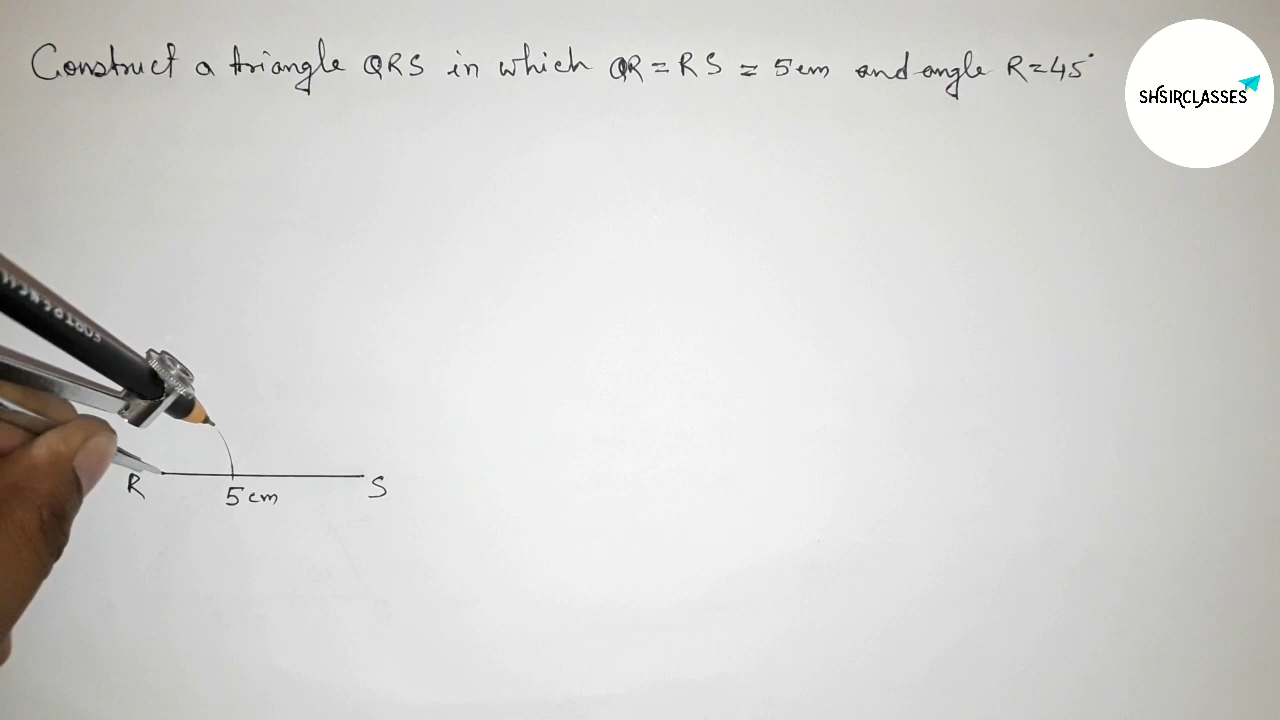 Construct a triangle QRS in which QR = RS = 5cm and angle R=45°
SHSIRCLASSES
R
5cm
S